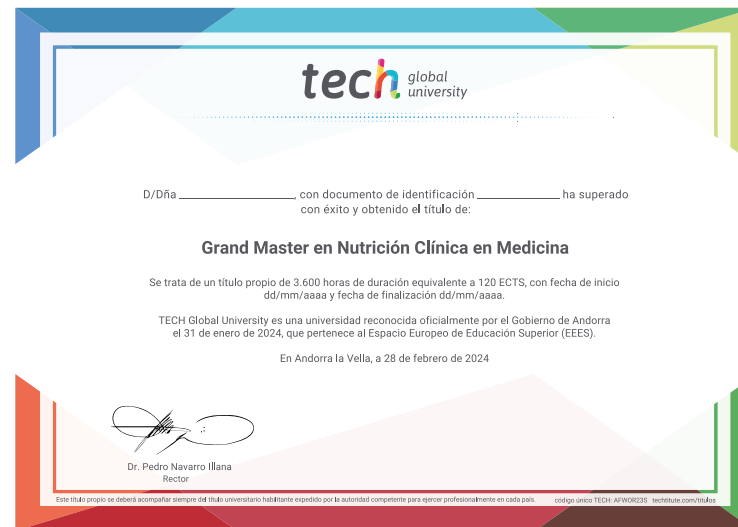 tech global university
D/Dña ______________, con documento de identificación ______________ ha superado
con éxito y obtenido el título de:
Grand Master en Nutrición Clínica en Medicina
Se trata de un título propio de 3.600 horas de duración equivalente a 120 ECTS, con fecha de inicio
dd/mm/aaaa y fecha de finalización dd/mm/aaaa.
TECH Global University es una universidad reconocida oficialmente por el Gobierno de Andorra
el 31 de enero de 2024, que pertenece al Espacio Europeo de Educación Superior (EEES).
En Andorra la Vella, a 28 de febrero de 2024
Dr. Pedro Navarro Illana
Rector
Este título propio se deberá acompañar siempre del título universitario habilitante expedido por la autoridad competente para ejercer profesionalmente en cada país. código único TECH: AFWOR23S techtitute.com/titulos